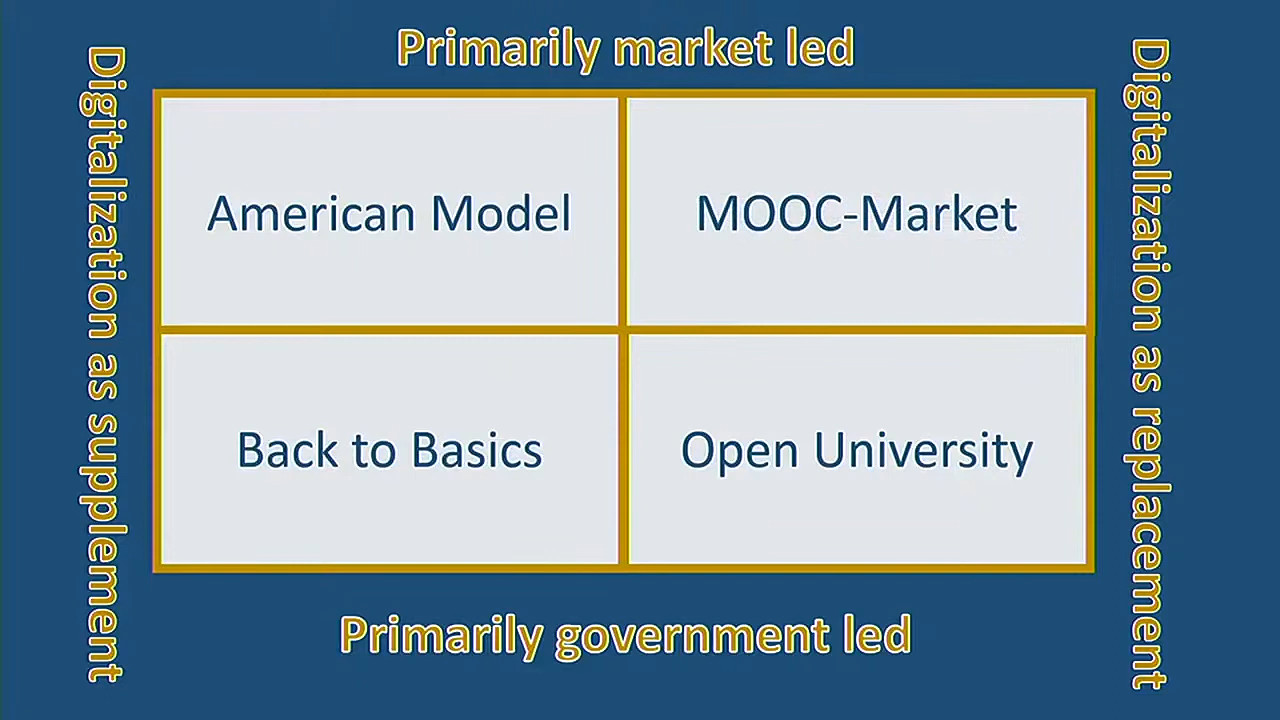 Primarily market led
Digitalization as supplement
American Model
MOOC-Market
Back to Basics
Open University
Digitalization as replacement
Primarily government led